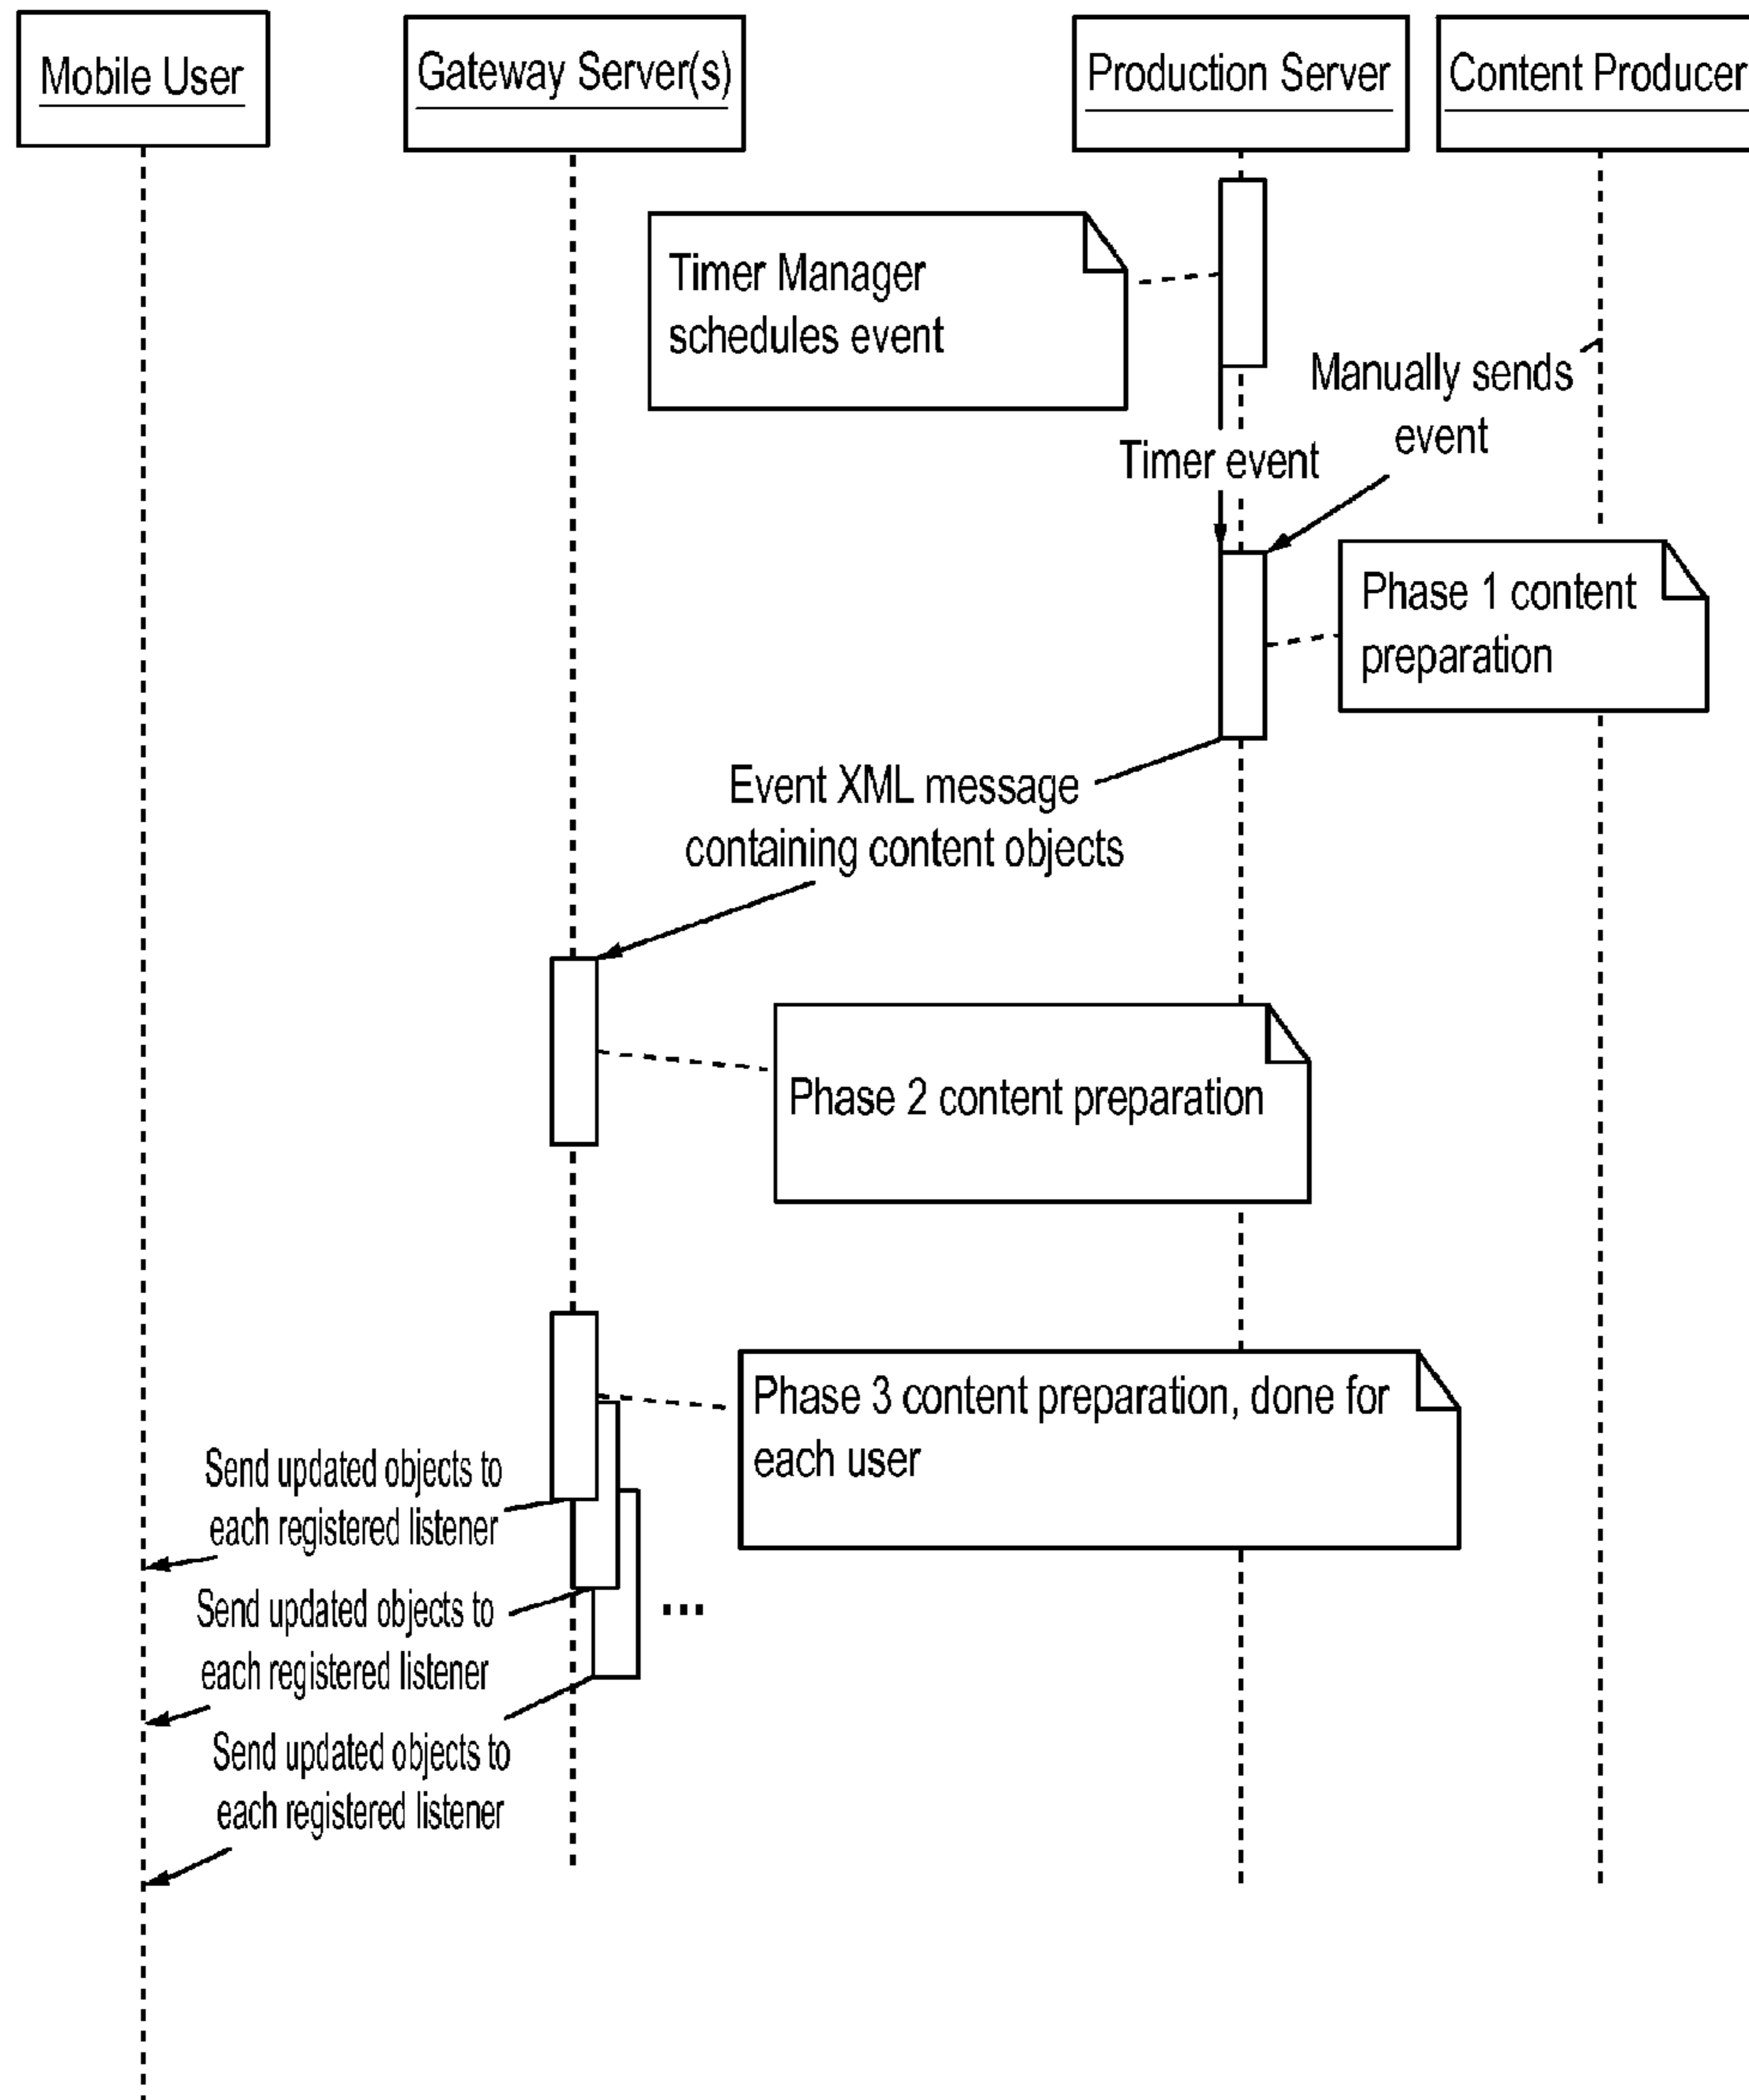 Mobile User
Gateway Server(s)
Production Server
Content Producer
Timer Manager
schedules event
Manually sends
event
Timer event
Phase 1 content
preparation
Event XML message
containing content objects
Phase 2 content preparation
Phase 3 content preparation, done for
each user
Send updated objects to
each registered listener
...
Send updated objects to
each registered listener
Send updated objects to
each registered listener